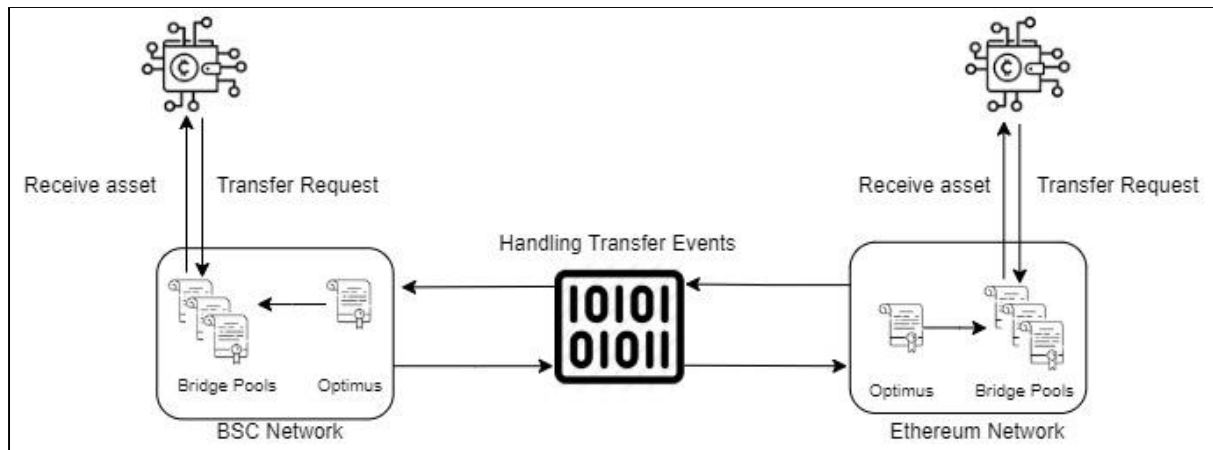 Receive asset
Transfer Request
Receive asset
Transfer Request
Handling Transfer Events
10101
01011
Bridge Pools
Optimus
Optimus
Bridge Pools
BSC Network
Ethereum Network